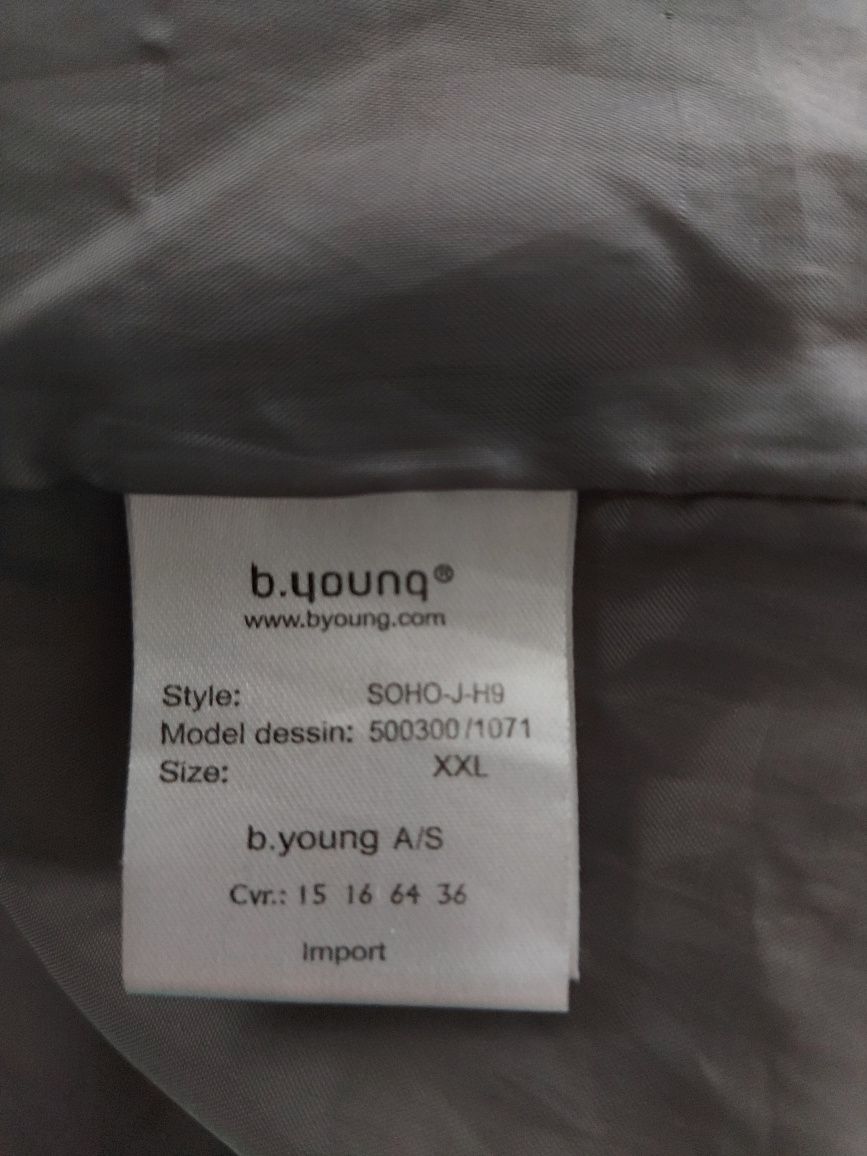 b.young®
www.byoung.com
Style: SOHO-J-H9
Model dessin: 500300/1071
Size: XXL
b.young A/S
Cvr.: 15 16 64 36
Import